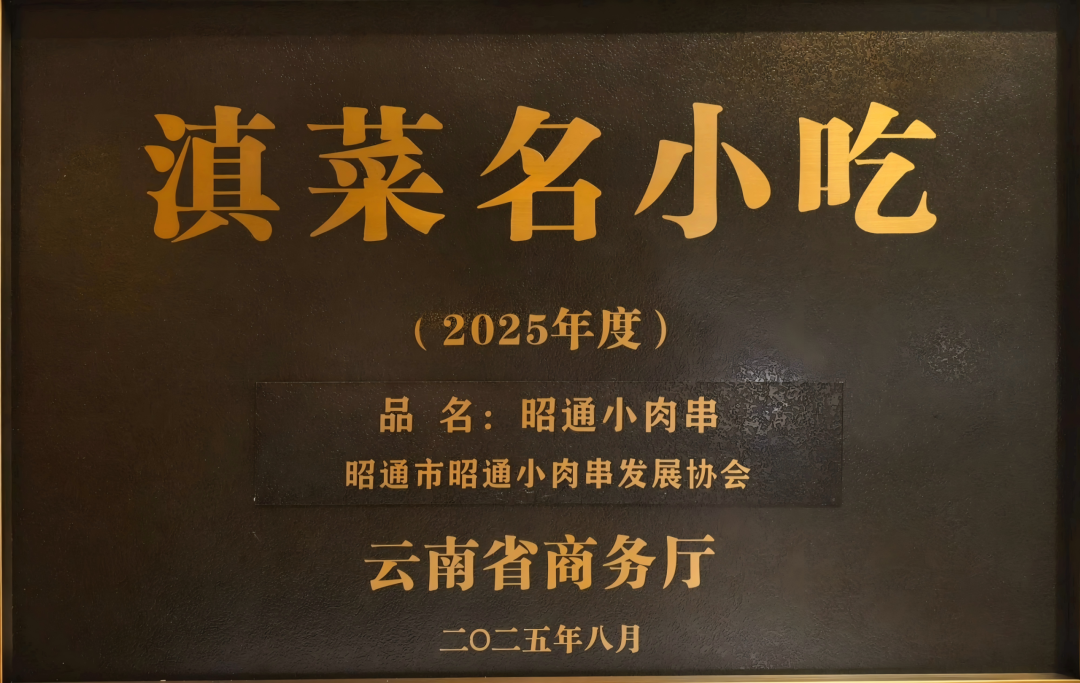 滇菜名小吃
（2025年度）
品 名：昭通小肉串
昭通市昭通小肉串发展协会
云南省商务厅
二〇二五年八月